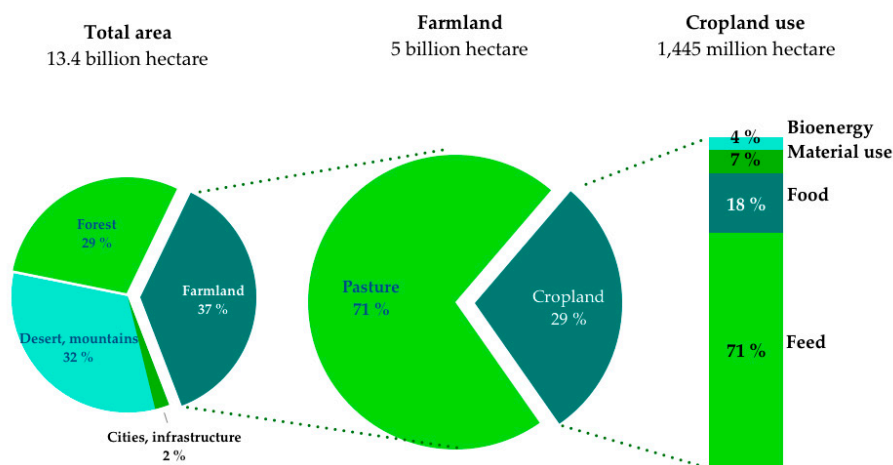 Total area
13.4 billion hectare
Farmland
5 billion hectare
Cropland use
1,445 million hectare
Forest
29 %
Farmland
37 %
Desert, mountains
32 %
Cities, infrastructure
2 %
Pasture
71 %
Cropland
29 %
4 %
Bioenergy
7 %
Material use
18 %
Food
71 %
Feed